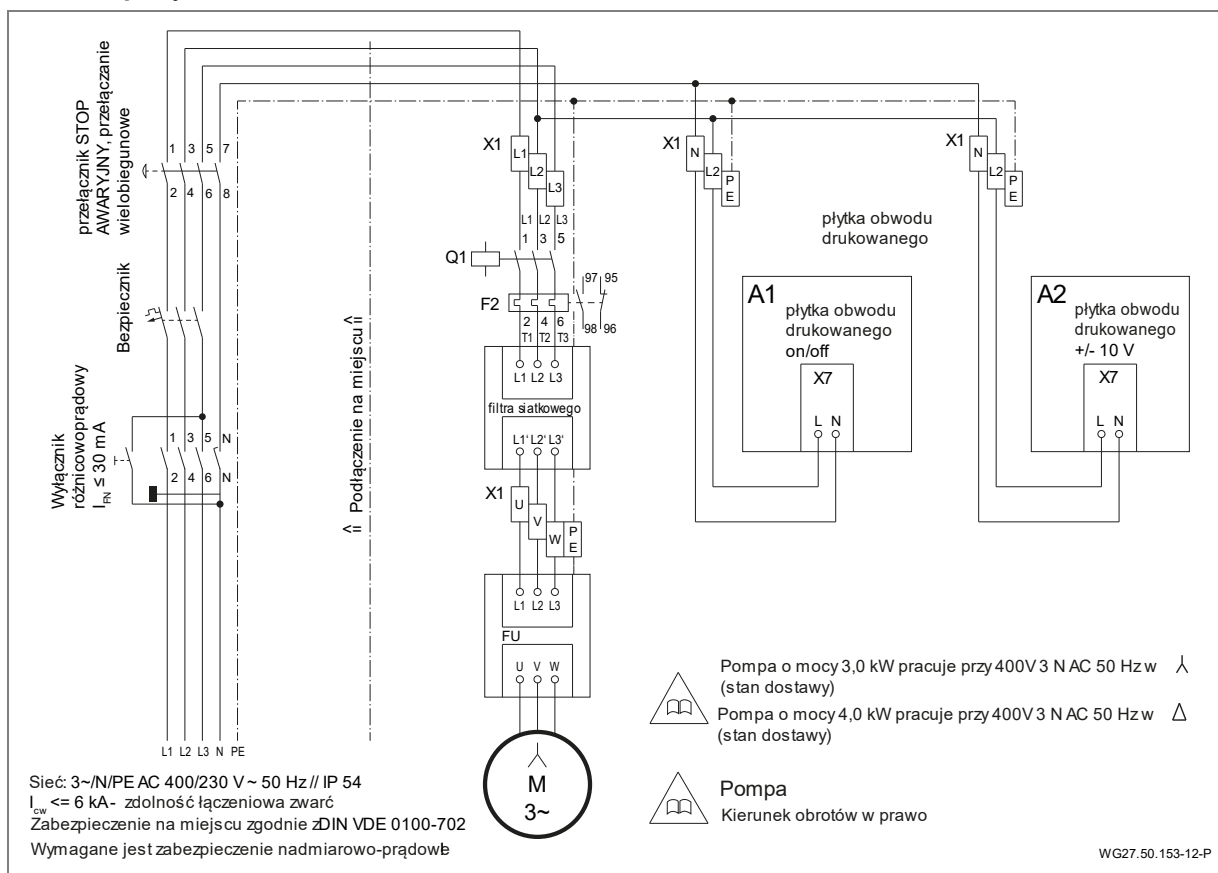 przełącznik STOP
AWARYJNY, przełączanie
wielobiegunowe
1 3 5 7
2 4 6 8
Bezpiecznik
Wyłącznik
różnicowoprądowy
I_FN ≤ 30 mA
1 3 5 N
2 4 6 N
L1 L2 L3 N PE
<= Podłączenie na miejscu <=
X1
L1
L2
L3
L1 L2 L3
1 3 5
Q1
F2
97 95
98 96
2 4 6
T1 T2 T3
L1 L2 L3
filtra siatkowego
L1' L2' L3'
X1
U
V
W
PE
L1 L2 L3
FU
U V W
M
3~
X1
N
L2
PE
X1
N
L2
PE
płytka obwodu
drukowanego
A1
płytka obwodu
drukowanego
on/off
X7
L N
A2
płytka obwodu
drukowanego
+/- 10 V
X7
L N
Pompa o mocy 3,0 kW pracuje przy 400V 3 N AC 50 Hz w
(stan dostawy)
Pompa o mocy 4,0 kW pracuje przy 400V 3 N AC 50 Hz w Δ
(stan dostawy)
Pompa
Kierunek obrotów w prawo
Sieć: 3~/N/PE AC 400/230 V ~ 50 Hz // IP 54
I_cw <= 6 kA - zdolność łączeniowa zwarć
Zabezpieczenie na miejscu zgodnie z DIN VDE 0100-702
Wymagane jest zabezpieczenie nadmiarowo-prądowe
WG27.50.153-12-P